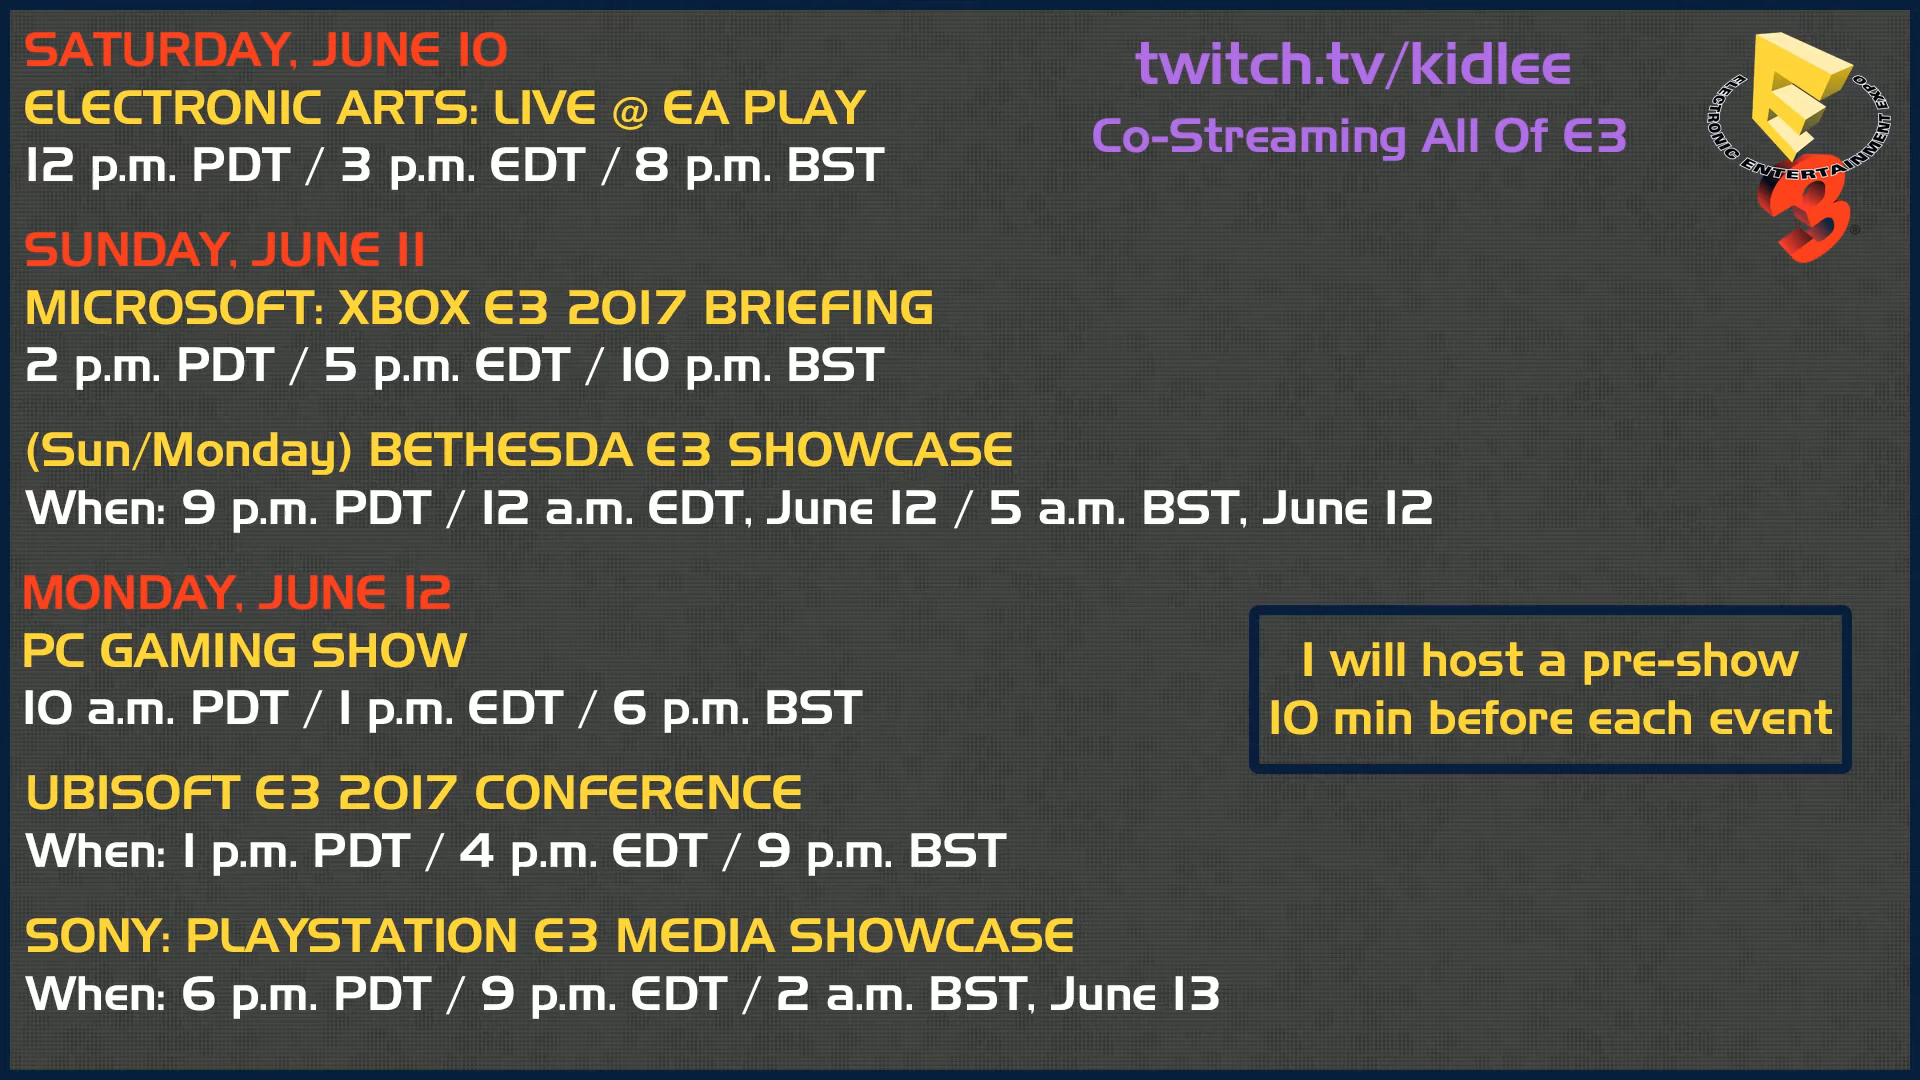 SATURDAY, JUNE 10
ELECTRONIC ARTS: LIVE @ EA PLAY
12 p.m. PDT / 3 p.m. EDT / 8 p.m. BST
twitch.tv/kidlee
Co-Streaming All Of E3
ELECTRONIC ENTERTAINMENT EXPO
E3
®
SUNDAY, JUNE 11
MICROSOFT: XBOX E3 2017 BRIEFING
2 p.m. PDT / 5 p.m. EDT / 10 p.m. BST
(Sun/Monday) BETHESDA E3 SHOWCASE
When: 9 p.m. PDT / 12 a.m. EDT, June 12 / 5 a.m. BST, June 12
MONDAY, JUNE 12
PC GAMING SHOW
10 a.m. PDT / 1 p.m. EDT / 6 p.m. BST
I will host a pre-show
10 min before each event
UBISOFT E3 2017 CONFERENCE
When: 1 p.m. PDT / 4 p.m. EDT / 9 p.m. BST
SONY: PLAYSTATION E3 MEDIA SHOWCASE
When: 6 p.m. PDT / 9 p.m. EDT / 2 a.m. BST, June 13